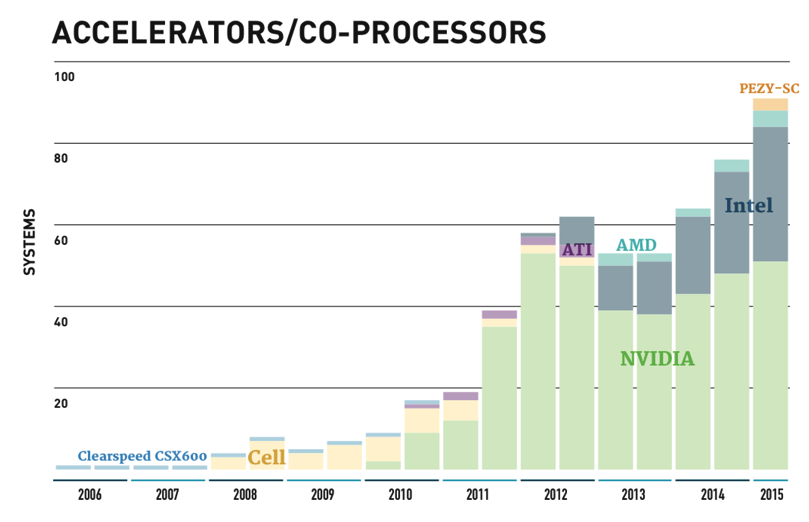 ACCELERATORS/CO-PROCESSORS
100
PEZY-SC
80
Intel
60
SYSTEMS
ATI
AMD
40
NVIDIA
20
Clearspeed CSX600
Cell
2006 2007 2008 2009 2010 2011 2012 2013 2014 2015